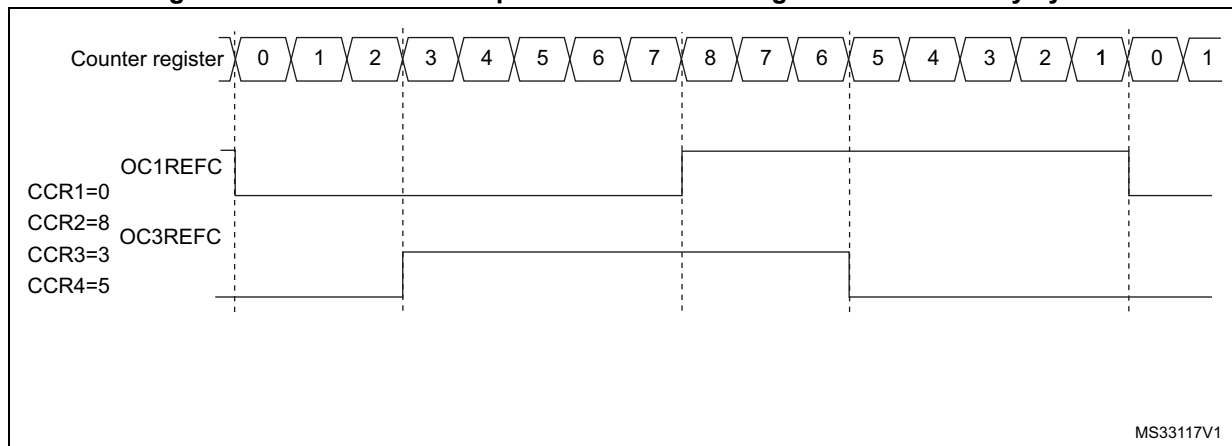 Counter register 0 1 2 3 4 5 6 7 8 7 6 5 4 3 2 1 0 1
OC1REFC
CCR1=0
CCR2=8
OC3REFC
CCR3=3
CCR4=5
MS33117V1